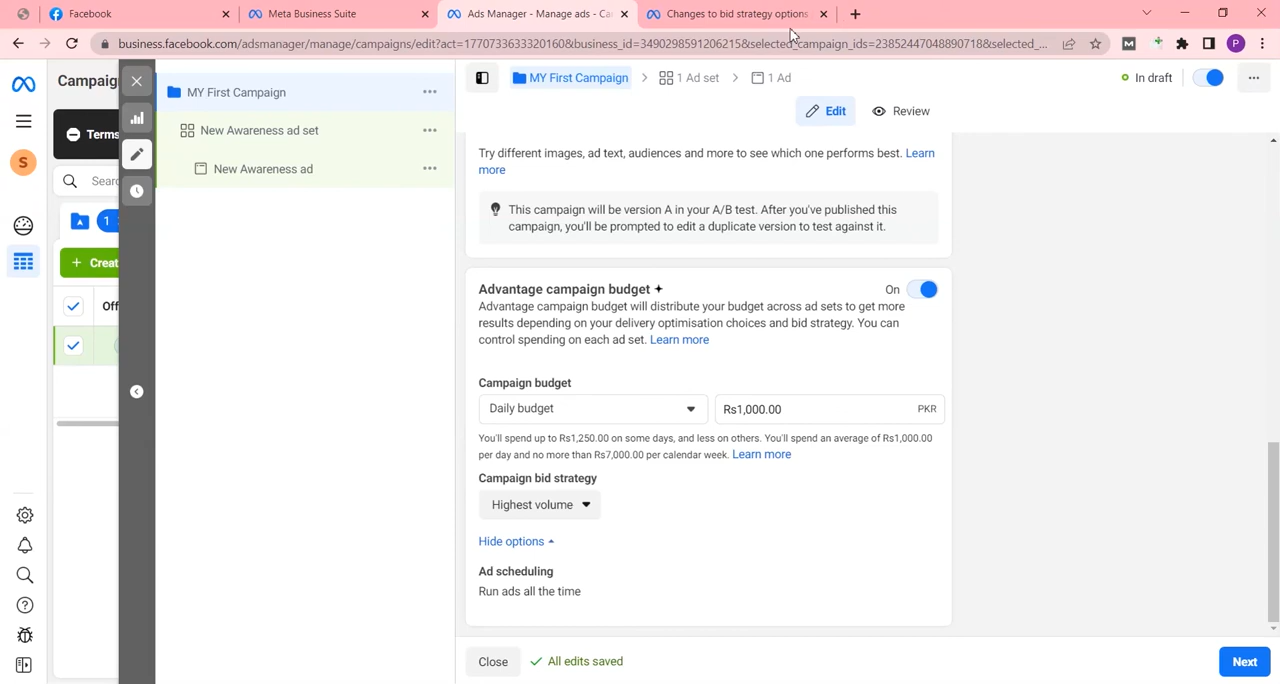 Facebook
Meta Business Suite
Ads Manager - Manage ads - Ca
Changes to bid strategy options
business.facebook.com/adsmanager/manage/campaigns/edit?act=1797336333331160&business_id=3490298591206215&selected_campaign_ids=23852447048890718&selected_...
Campaig
Terms
Sear
1
Creat
Off
S
MY First Campaign
New Awareness ad set
New Awareness ad
MY First Campaign
1 Ad set
1 Ad
In draft
Edit
Review
Try different images, ad text, audiences and more to see which one performs best. Learn
more
This campaign will be version A in your A/B test. After you've published this
campaign, you'll be prompted to edit a duplicate version to test against it.
Advantage campaign budget
On
Advantage campaign budget will distribute your budget across ad sets to get more
results depending on your delivery optimisation choices and bid strategy. You can
control spending on each ad set. Learn more
Campaign budget
Daily budget
Rs1,000.00
PKR
You'll spend up to Rs1,250.00 on some days, and less on others. You'll spend an average of Rs1,000.00
per day and no more than Rs7,000.00 per calendar week. Learn more
Campaign bid strategy
Highest volume
Hide options
Ad scheduling
Run ads all the time
Close
All edits saved
Next